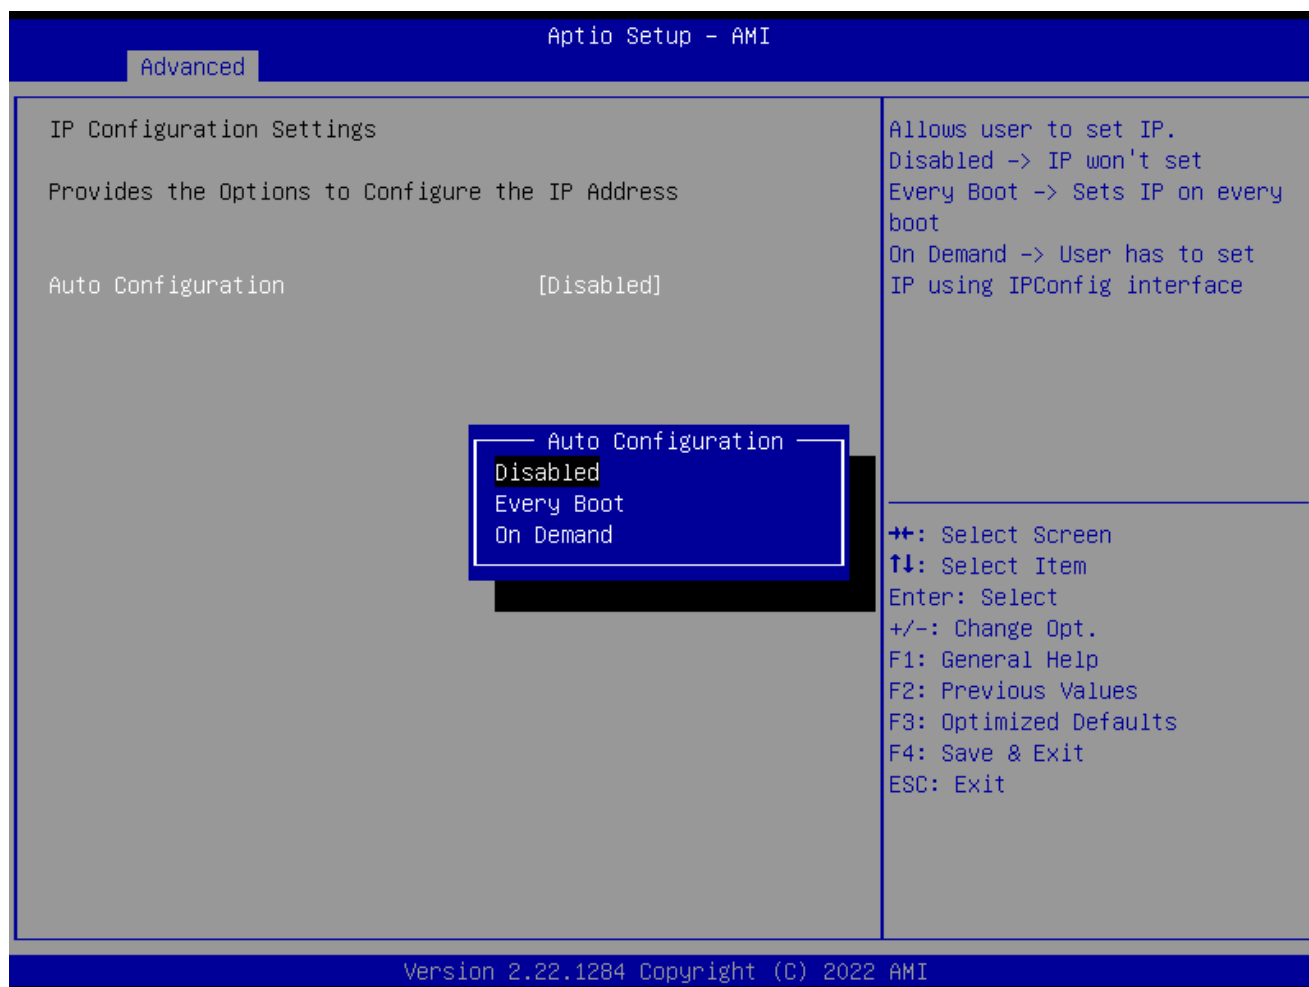 Aptio Setup – AMI
Advanced
IP Configuration Settings
Provides the Options to Configure the IP Address
Auto Configuration [Disabled]
Allows user to set IP.
Disabled –> IP won't set
Every Boot –> Sets IP on every
boot
On Demand –> User has to set
IP using IPConfig interface
Auto Configuration
Disabled
Every Boot
On Demand
→←: Select Screen
↑↓: Select Item
Enter: Select
+/–: Change Opt.
F1: General Help
F2: Previous Values
F3: Optimized Defaults
F4: Save & Exit
ESC: Exit
Version 2.22.1284 Copyright (C) 2022 AMI